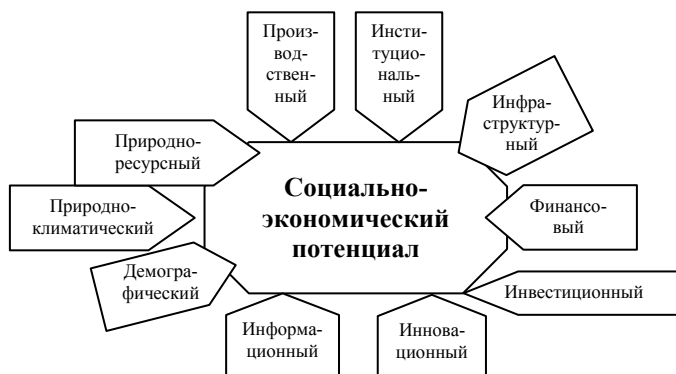 Произ-
вод-
ствен-
ный
Инсти-
туцио-
наль-
ный
Инфра-
структур-
ный
Природно-
ресурсный
Социально-
экономический
потенциал
Природно-
климатический
Финансо-
вый
Демогра-
фический
Инвестиционный
Информа-
ционный
Иннова-
ционный